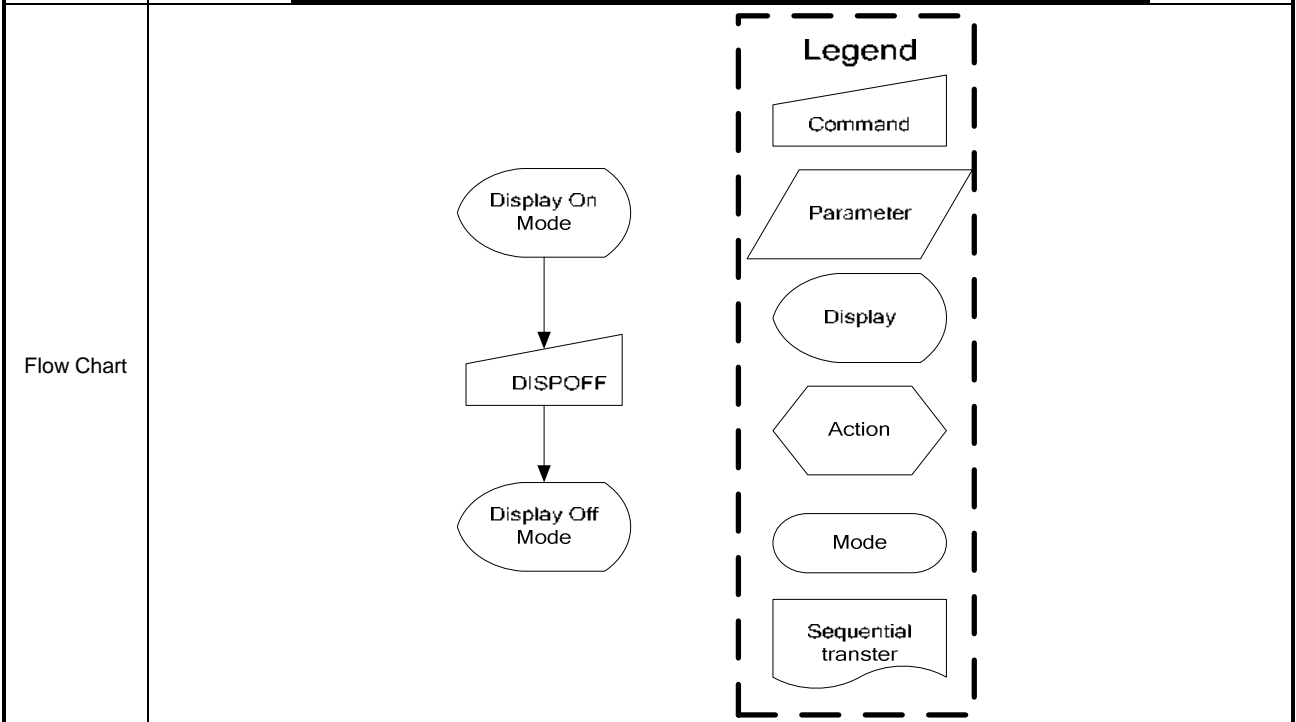 Flow Chart
Display On
Mode
DISPOFF
Display Off
Mode
Legend
Command
Parameter
Display
Action
Mode
Sequential
transter